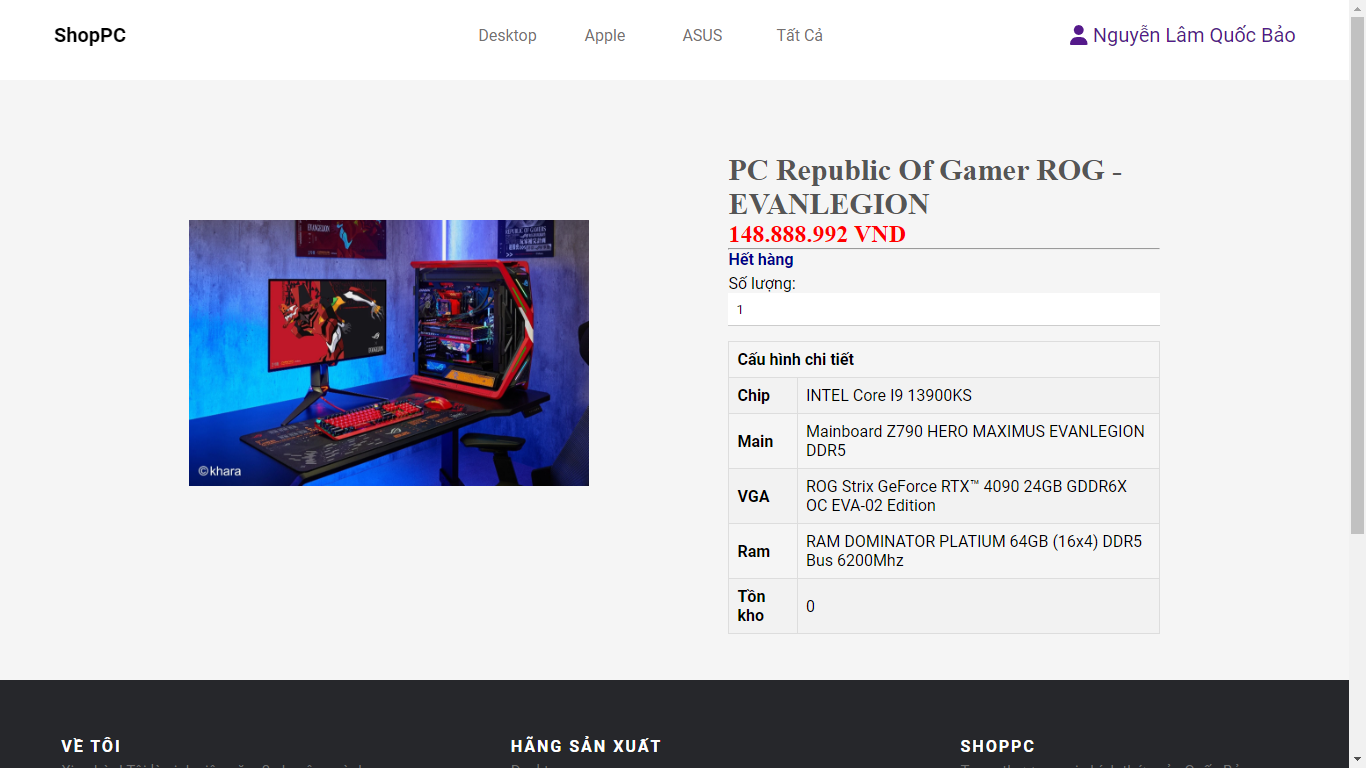 ShopPC
Desktop
Apple
ASUS
Tất Cả
Nguyễn Lâm Quốc Bảo
PC Republic Of Gamer ROG -
EVANLEGION
148.888.992 VND
Hết hàng
Số lượng:
1
©khara
Cấu hình chi tiết
Chip
INTEL Core I9 13900KS
Main
Mainboard Z790 HERO MAXIMUS EVANLEGION
DDR5
VGA
ROG Strix GeForce RTX™ 4090 24GB GDDR6X
OC EVA-02 Edition
Ram
RAM DOMINATOR PLATIUM 64GB (16x4) DDR5
Bus 6200Mhz
Tồn
kho
0
VỀ TÔI
HÃNG SẢN XUẤT
SHOPPC